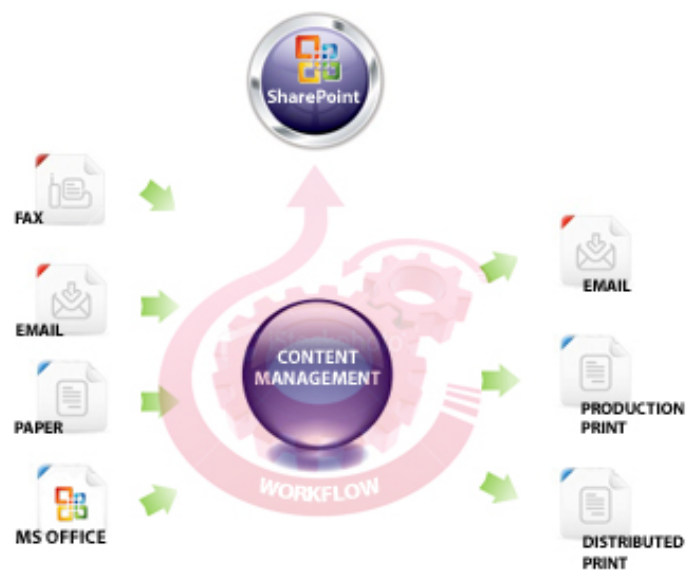 SharePoint
FAX
EMAIL
PAPER
MS OFFICE
CONTENT
MANAGEMENT
WORKFLOW
EMAIL
PRODUCTION
PRINT
DISTRIBUTED
PRINT